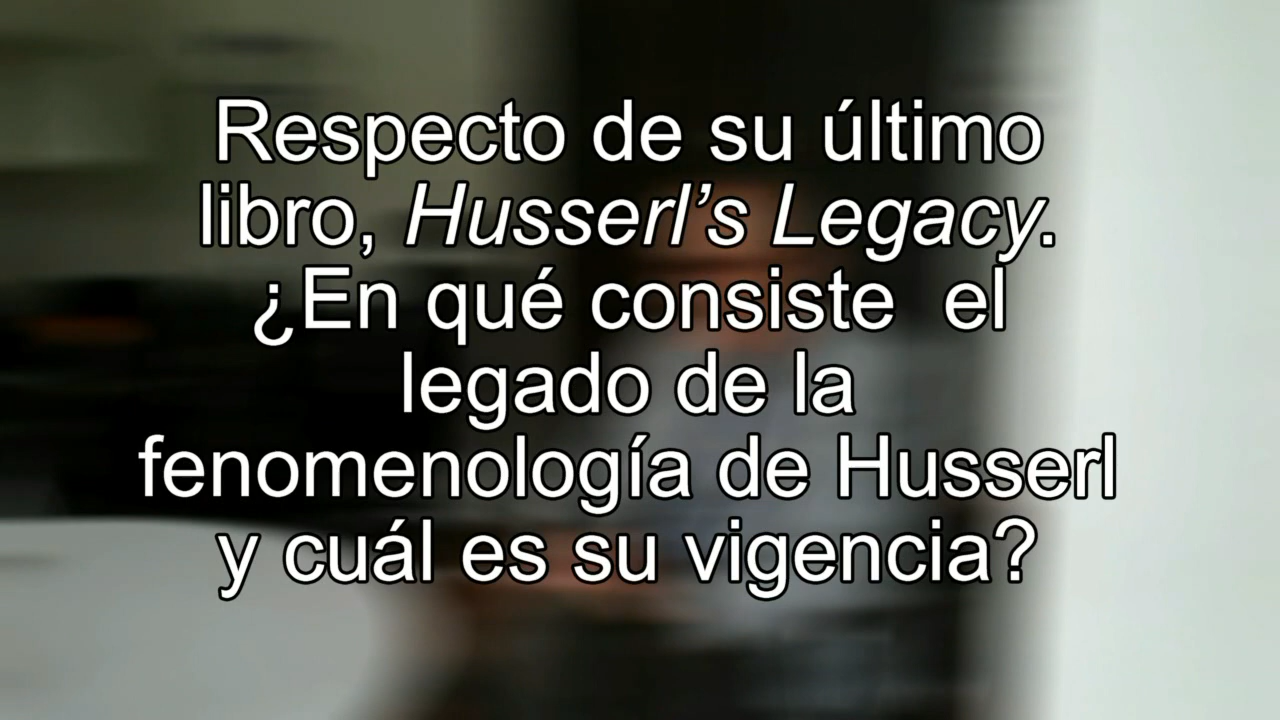 Respecto de su último
libro, Husserl's Legacy.
¿En qué consiste  el
legado de la
fenomenología de Husserl
y cuál es su vigencia?